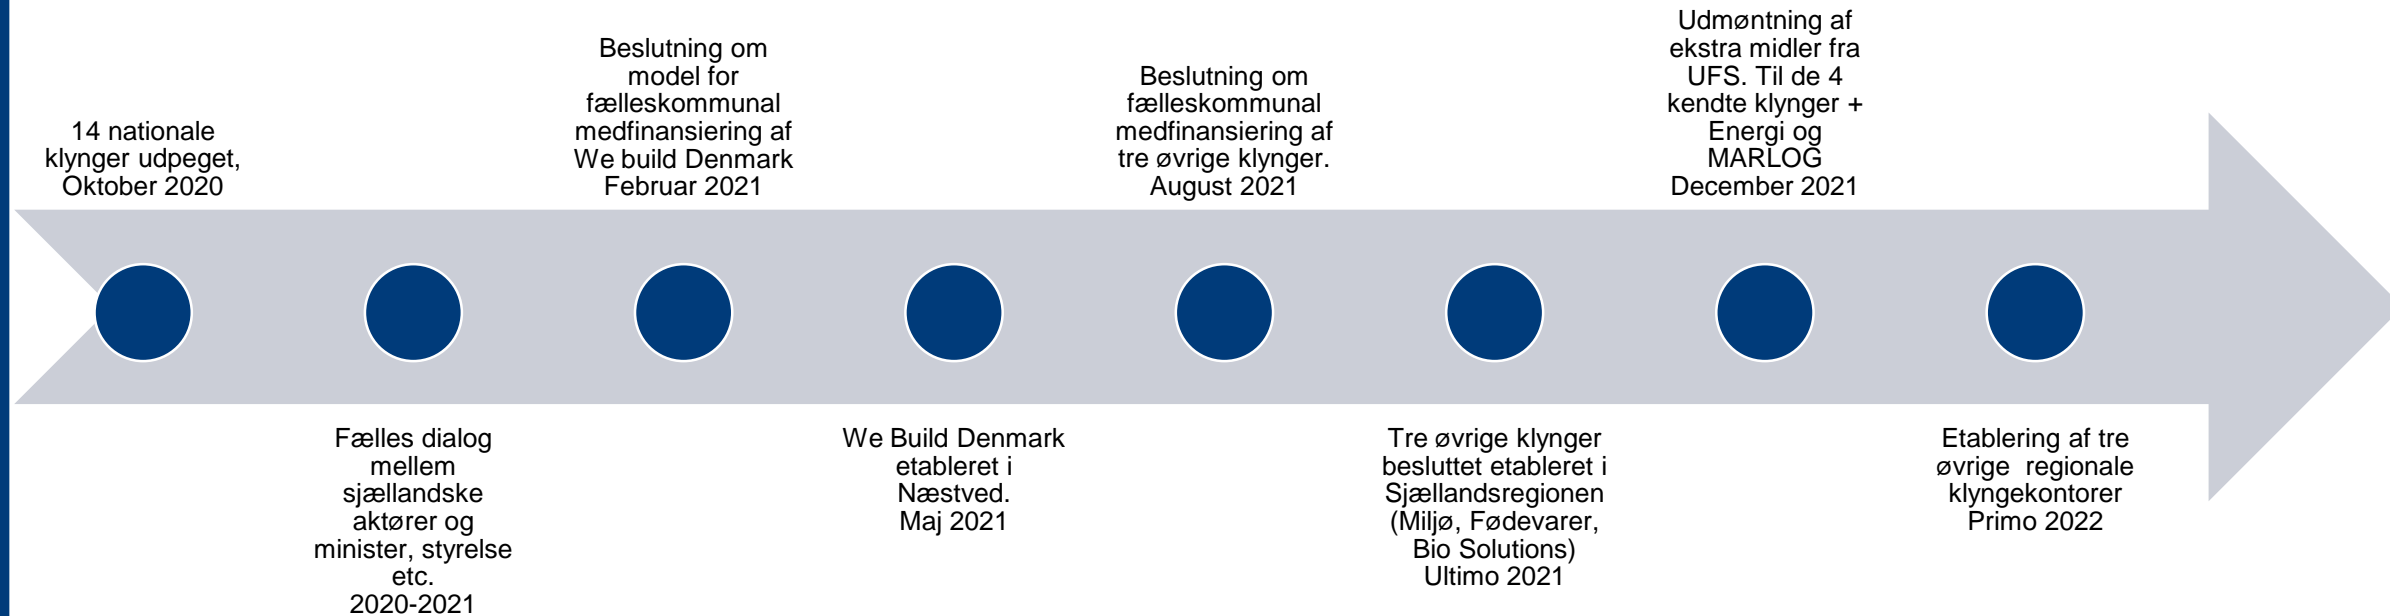 14 nationale
klynger udpeget,
Oktober 2020
Fælles dialog
mellem
sjællandske
aktører og
minister, styrelse
etc.
2020-2021
Beslutning om
model for
fælleskommunal
medfinansiering af
We build Denmark
Februar 2021
We Build Denmark
etableret i
Næstved.
Maj 2021
Beslutning om
fælleskommunal
medfinansiering af
tre øvrige klynger.
August 2021
Tre øvrige klynger
besluttet etableret i
Sjællandsregionen
(Miljø, Fødevarer,
Bio Solutions)
Ultimo 2021
Udmøntning af
ekstra midler fra
UFS. Til de 4
kendte klynger +
Energi og
MARLOG
December 2021
Etablering af tre
øvrige  regionale
klyngekontorer
Primo 2022